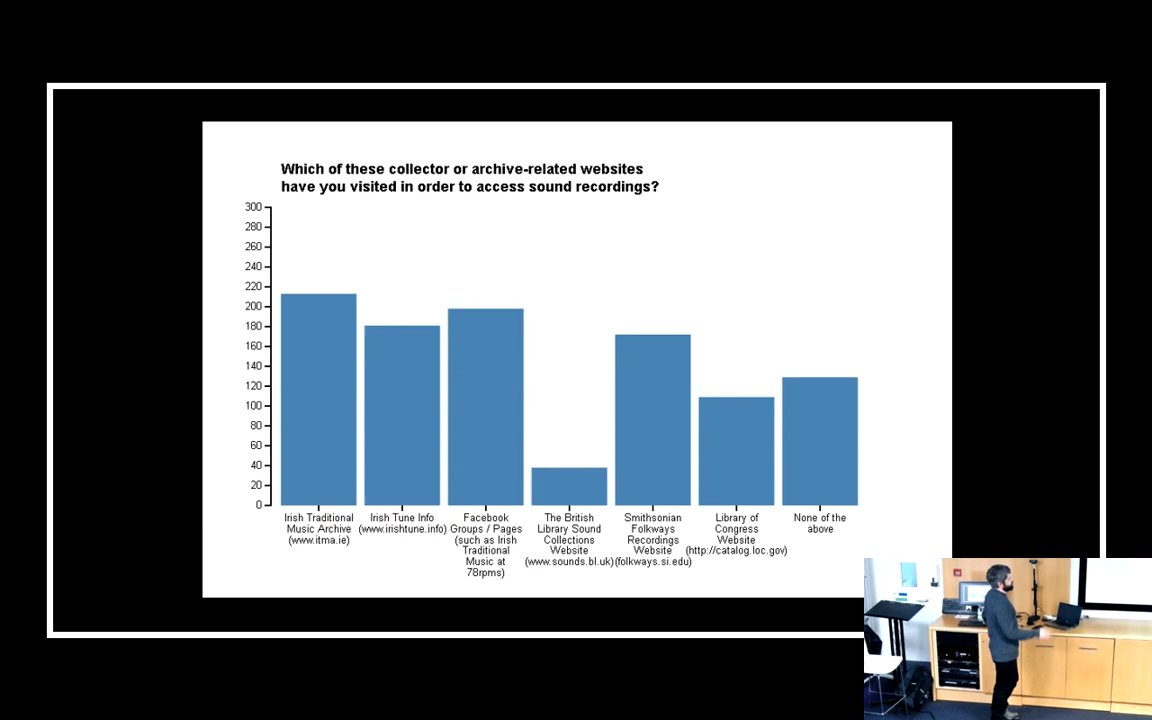 Which of these collector or archive-related websites
have you visited in order to access sound recordings?
300
280
260
240
220
200
180
160
140
120
100
80
60
40
20
0
Irish Traditional
Music Archive
(www.itma.ie)
Irish Tune Info
(www.irishtune.info)
Facebook
Groups / Pages
(such as Irish
Traditional
Music at
78rpms)
The British
Library Sound
Collections
Website
(www.sounds.bl.uk)
Smithsonian
Folkways
Recordings
Website
(folkways.si.edu)
Library of
Congress
Website
(http://catalog.loc.gov)
None of the
above